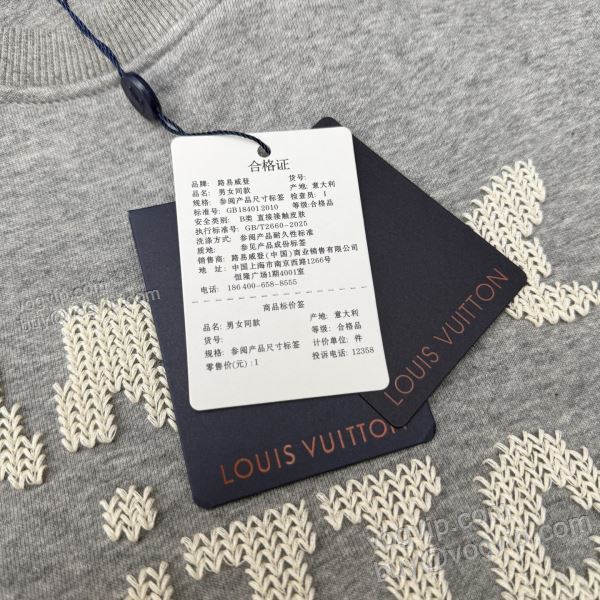 合格证
品牌: 路易威登 货号:
品名: 男女同款 产地: 意大利
规格: 参阅产品尺寸标签 检查员: 1
标准号: GB184012010 等级:合格品
安全类别: B类 直接接触皮肤
执行标准号: GB/T2660-2025
洗涤方式: 参阅产品耐久性标准
质地: 参见产品成份标签
销售商: 路易威登(中国)商业销售有限公司
地 址: 中国上海市南京西路1266号
恒隆广场1期4001室
电话: 186 400-658-8555
商品标价签
品名: 男女同款 产地: 意大利
货号: 等级: 合格品
规格: 参阅产品尺寸标签 计价单位: 件
零售价(元):1 投诉电话: 12358
LOUIS VUITTON
LOUIS VUITTON